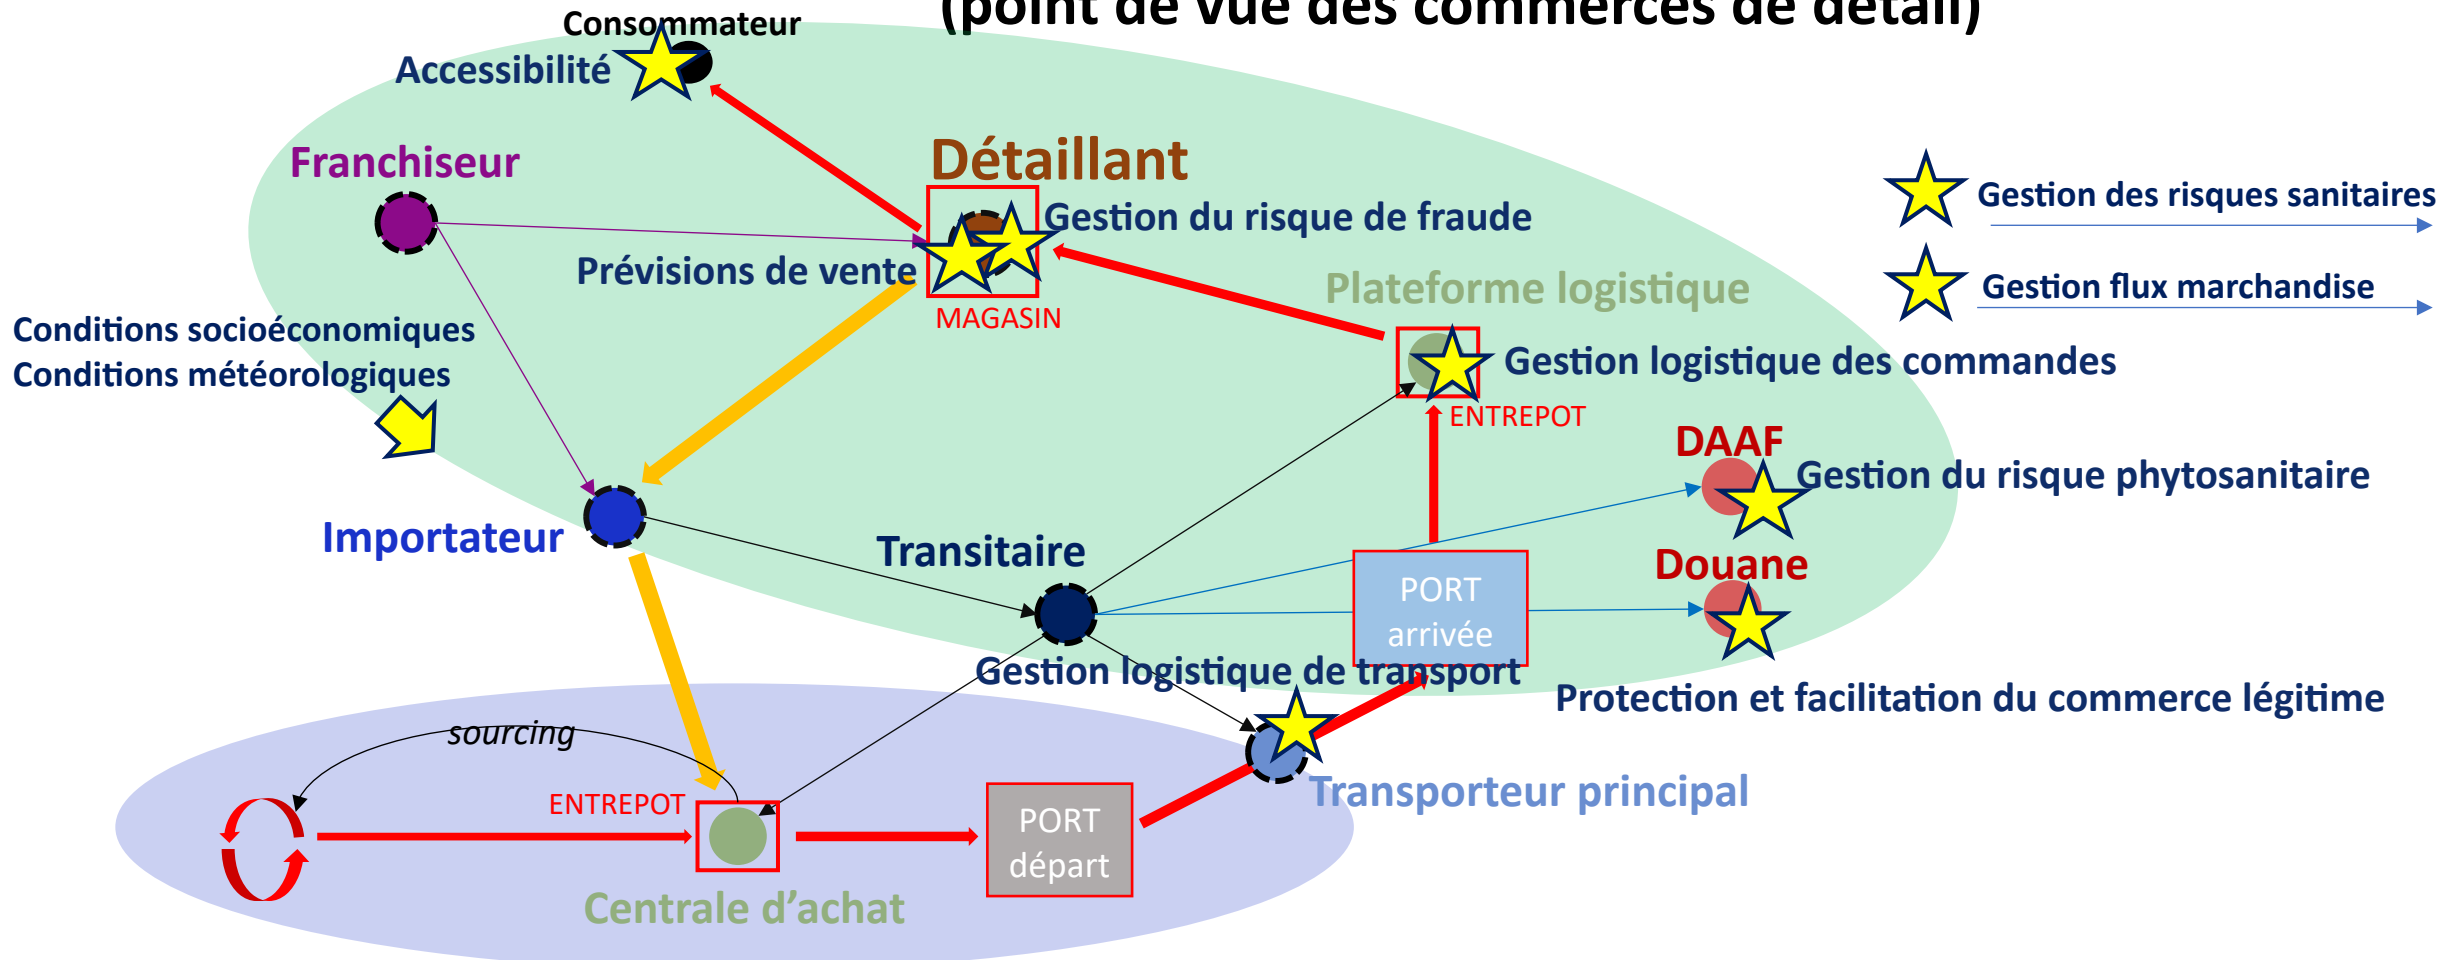 (point de vue des commerces de détail)
Consommateur
Accessibilité
Franchiseur
Détaillant
Gestion des risques sanitaires
Gestion du risque de fraude
Prévisions de vente
Plateforme logistique
Gestion flux marchandise
MAGASIN
Conditions socioéconomiques
Conditions météorologiques
Gestion logistique des commandes
ENTREPOT
DAAF
Gestion du risque phytosanitaire
Importateur
Transitaire
Douane
PORT
arrivée
Gestion logistique de transport
Protection et facilitation du commerce légitime
sourcing
Transporteur principal
ENTREPOT
PORT
départ
Centrale d’achat